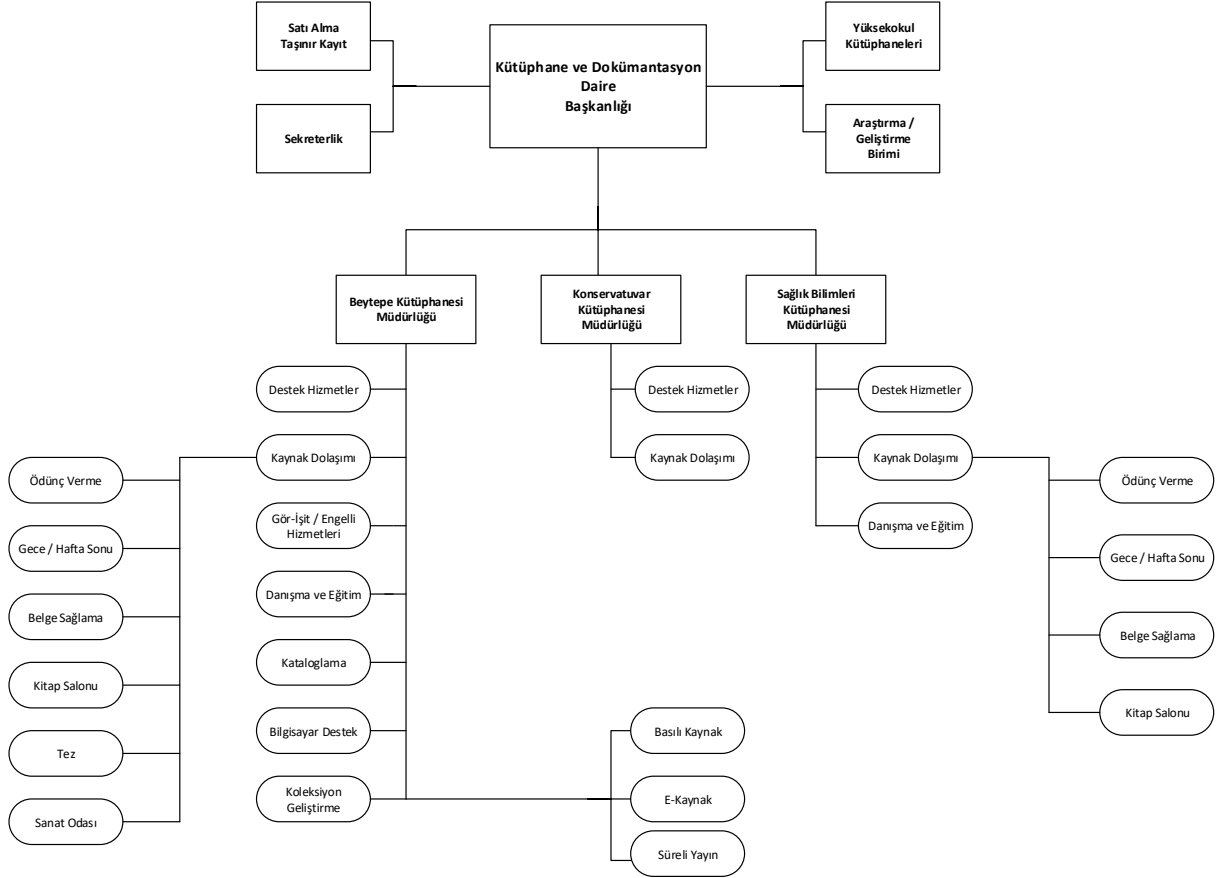 Satı Alma
Taşınır Kayıt
Sekreterlik
Kütüphane ve Dokümantasyon
Daire
Başkanlığı
Yüksekokul
Kütüphaneleri
Araştırma /
Geliştirme
Birimi
Beytepe Kütüphanesi
Müdürlüğü
Konservatuvar
Kütüphanesi
Müdürlüğü
Sağlık Bilimleri
Kütüphanesi
Müdürlüğü
Destek Hizmetler
Kaynak Dolaşımı
Gör-İşit / Engelli
Hizmetleri
Danışma ve Eğitim
Kataloglama
Bilgisayar Destek
Koleksiyon
Geliştirme
Ödünç Verme
Gece / Hafta Sonu
Belge Sağlama
Kitap Salonu
Tez
Sanat Odası
Basılı Kaynak
E-Kaynak
Süreli Yayın
Destek Hizmetler
Kaynak Dolaşımı
Destek Hizmetler
Kaynak Dolaşımı
Danışma ve Eğitim
Ödünç Verme
Gece / Hafta Sonu
Belge Sağlama
Kitap Salonu